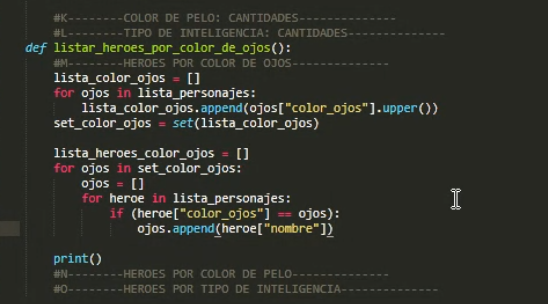 #K--------COLOR DE PELO: CANTIDADES--------------
#L--------TIPO DE INTELIGENCIA: CANTIDADES--------------
def listar_heroes_por_color_de_ojos():
#M--------HEROES POR COLOR DE OJOS--------------
lista_color_ojos = []
for ojos in lista_personajes:
lista_color_ojos.append(ojos["color_ojos"].upper())
set_color_ojos = set(lista_color_ojos)
lista_heroes_color_ojos = []
for ojos in set_color_ojos:
ojos = []
for heroe in lista_personajes:
if (heroe["color_ojos"] == ojos):
ojos.append(heroe["nombre"])
print()
#N--------HEROES POR COLOR DE PELO--------------
#O--------HEROES POR TIPO DE INTELIGENCIA--------------